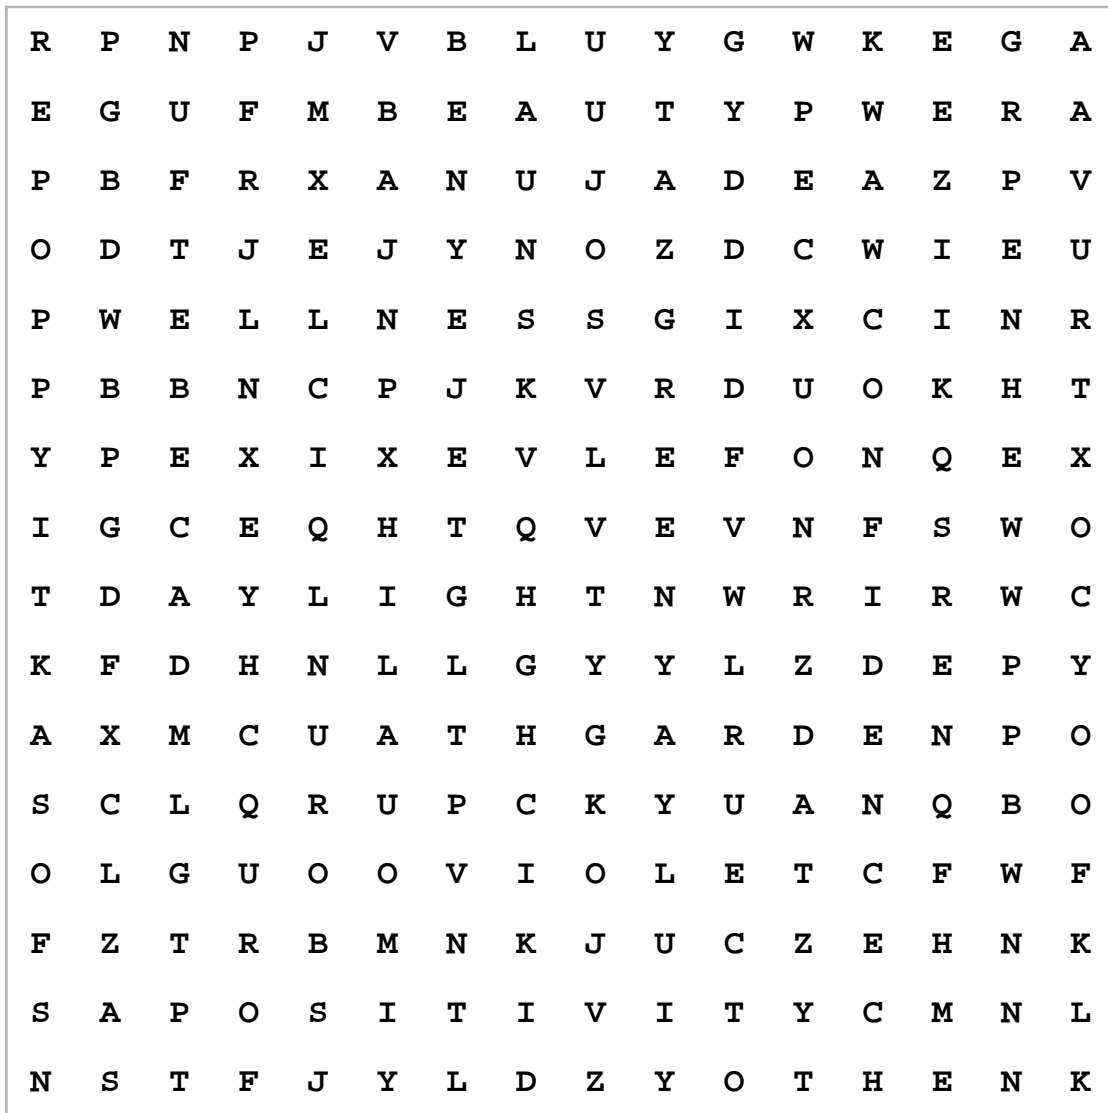 R P N P J V B L U Y G W K E G A
E G U F M B E A U T Y P W E R A
P B F R X A N U J A D E A Z P V
O D T J E J Y N O Z D C W I E U
P W E L L N E S S G I X C I N R
P B B N C P J K V R D U O K H T
Y P E X I X E V L E F O N Q E X
I G C E Q H T Q V E V N F S W O
T D A Y L I G H T N W R I R W C
K F D H N L L G Y Y L Z D E P Y
A X M C U A T H G A R D E N P O
S C L Q R U P C K Y U A N Q B O
O L G U O O V I O L E T C F W F
F Z T R B M N K J U C Z E H N K
S A P O S I T I V I T Y C M N L
N S T F J Y L D Z Y O T H E N K